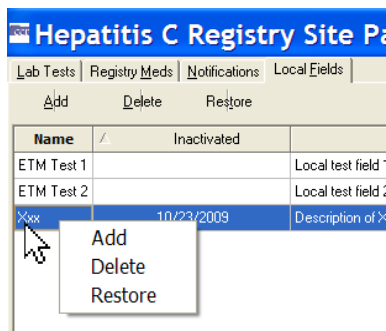 Hepatitis C Registry Site Pa
Lab Tests Registry Meds Notifications Local Fields
Add Delete Restore
Name Inactivated
ETM Test 1 Local test field
ETM Test 2 Local test field 2
Xxx 10/23/2009 Description of X
Add
Delete
Restore